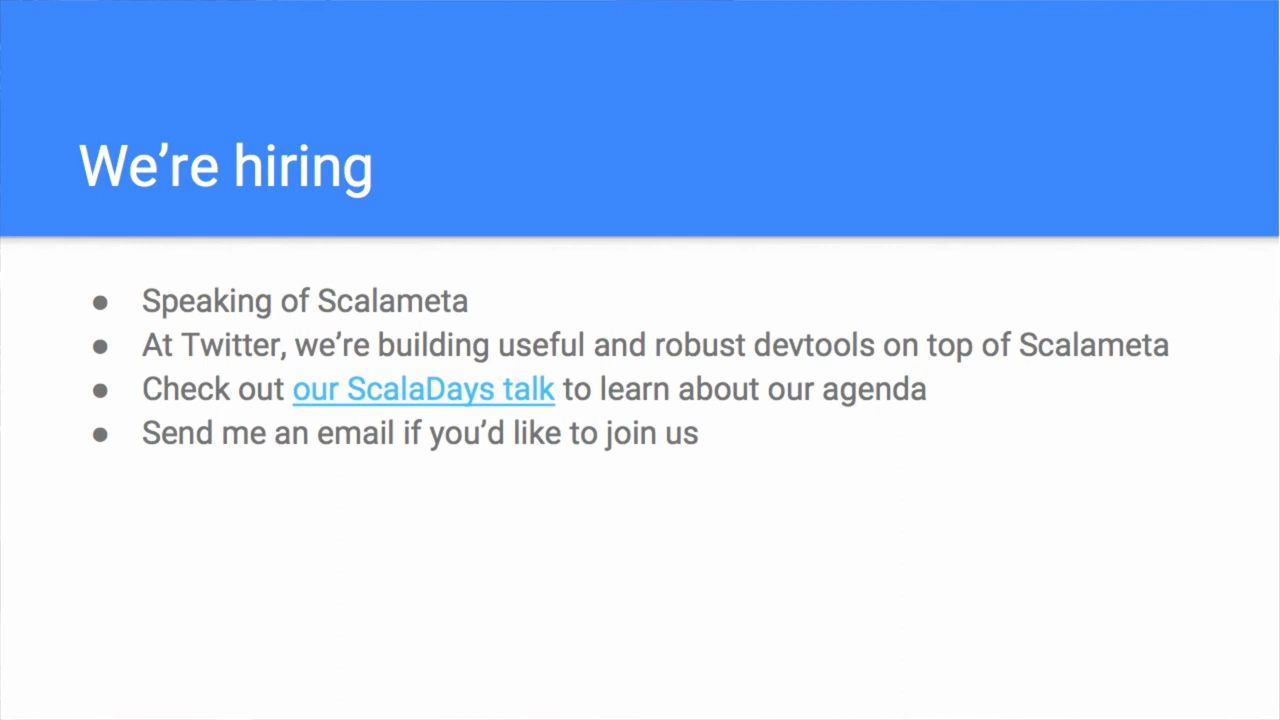 We’re hiring
● Speaking of Scalameta
● At Twitter, we’re building useful and robust devtools on top of Scalameta
● Check out our ScalaDays talk to learn about our agenda
● Send me an email if you’d like to join us